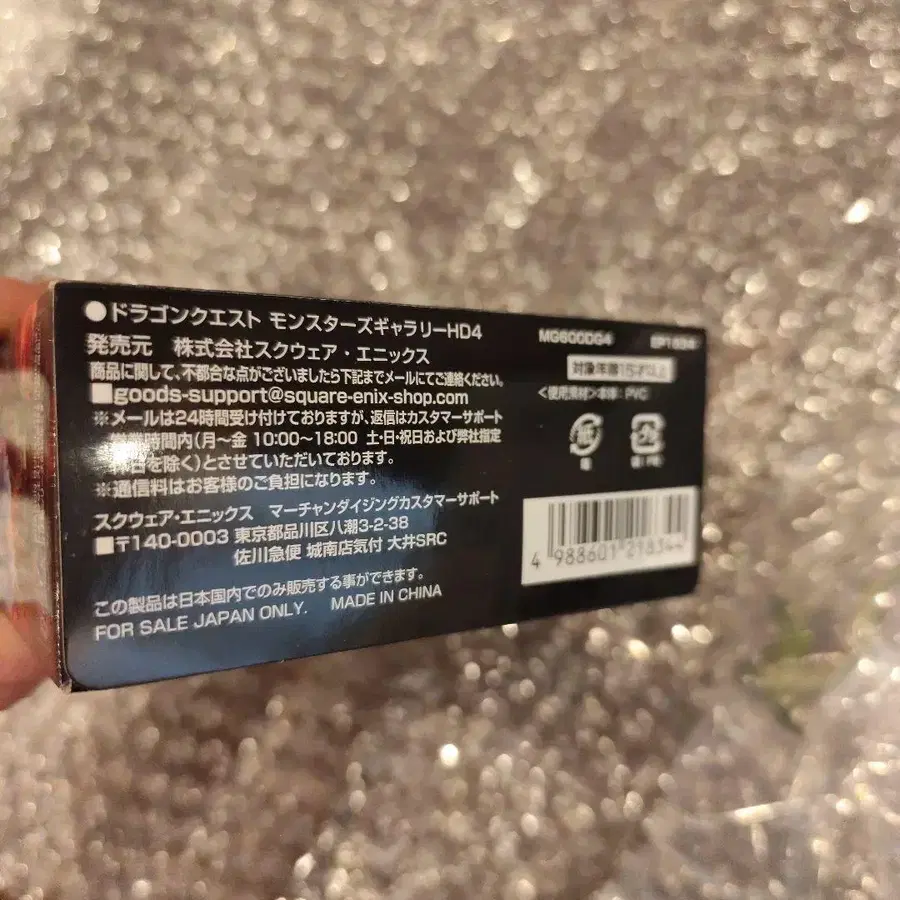 ●ドラゴンクエスト モンスターズギャラリーHD4
発売元 株式会社スクウェア・エニックス
商品に関して、不都合な点がございましたら下記までメールにてご連絡ください。
■goods-support@square-enix-shop.com
※メールは24時間受け付けておりますが、返信はカスタマーサポート
営業時間内(月〜金 10:00〜18:00 土・日・祝日および弊社指定
日を除く)とさせていただいております。
※通信料はお客様のご負担になります。
スクウェア・エニックス マーチャンダイジングカスタマーサポート
■〒140-0003 東京都品川区八潮3-2-38
佐川急便 城南店気付 大井SRC
この製品は日本国内でのみ販売する事ができます。
FOR SALE JAPAN ONLY. MADE IN CHINA
MG600DG4
対象年齢15才以上
<使用素材>本体：PVC
紙
4 988601 218344